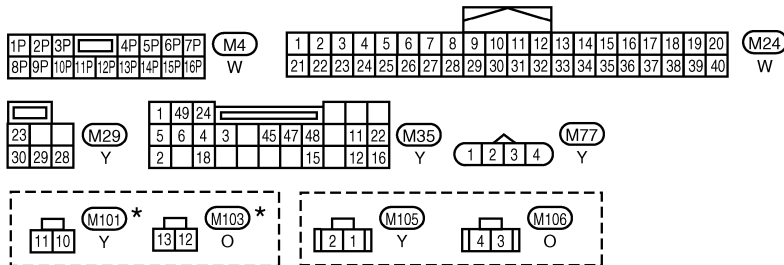 1P 2P 3P 4P 5P 6P 7P M4
8P 9P 10P 11P 12P 13P 14P 15P 16P W
1 2 3 4 5 6 7 8 9 10 11 12 13 14 15 16 17 18 19 20 M24
21 22 23 24 25 26 27 28 29 30 31 32 33 34 35 36 37 38 39 40 W
23 M29
30 29 28 Y
1 49 24
5 6 4 3 45 47 48 11 22 M35
2 18 15 12 16 Y
1 2 3 4 M77
Y
11 10 M101 *
Y
13 12 M103 *
O
2 1 M105
Y
4 3 M106
O